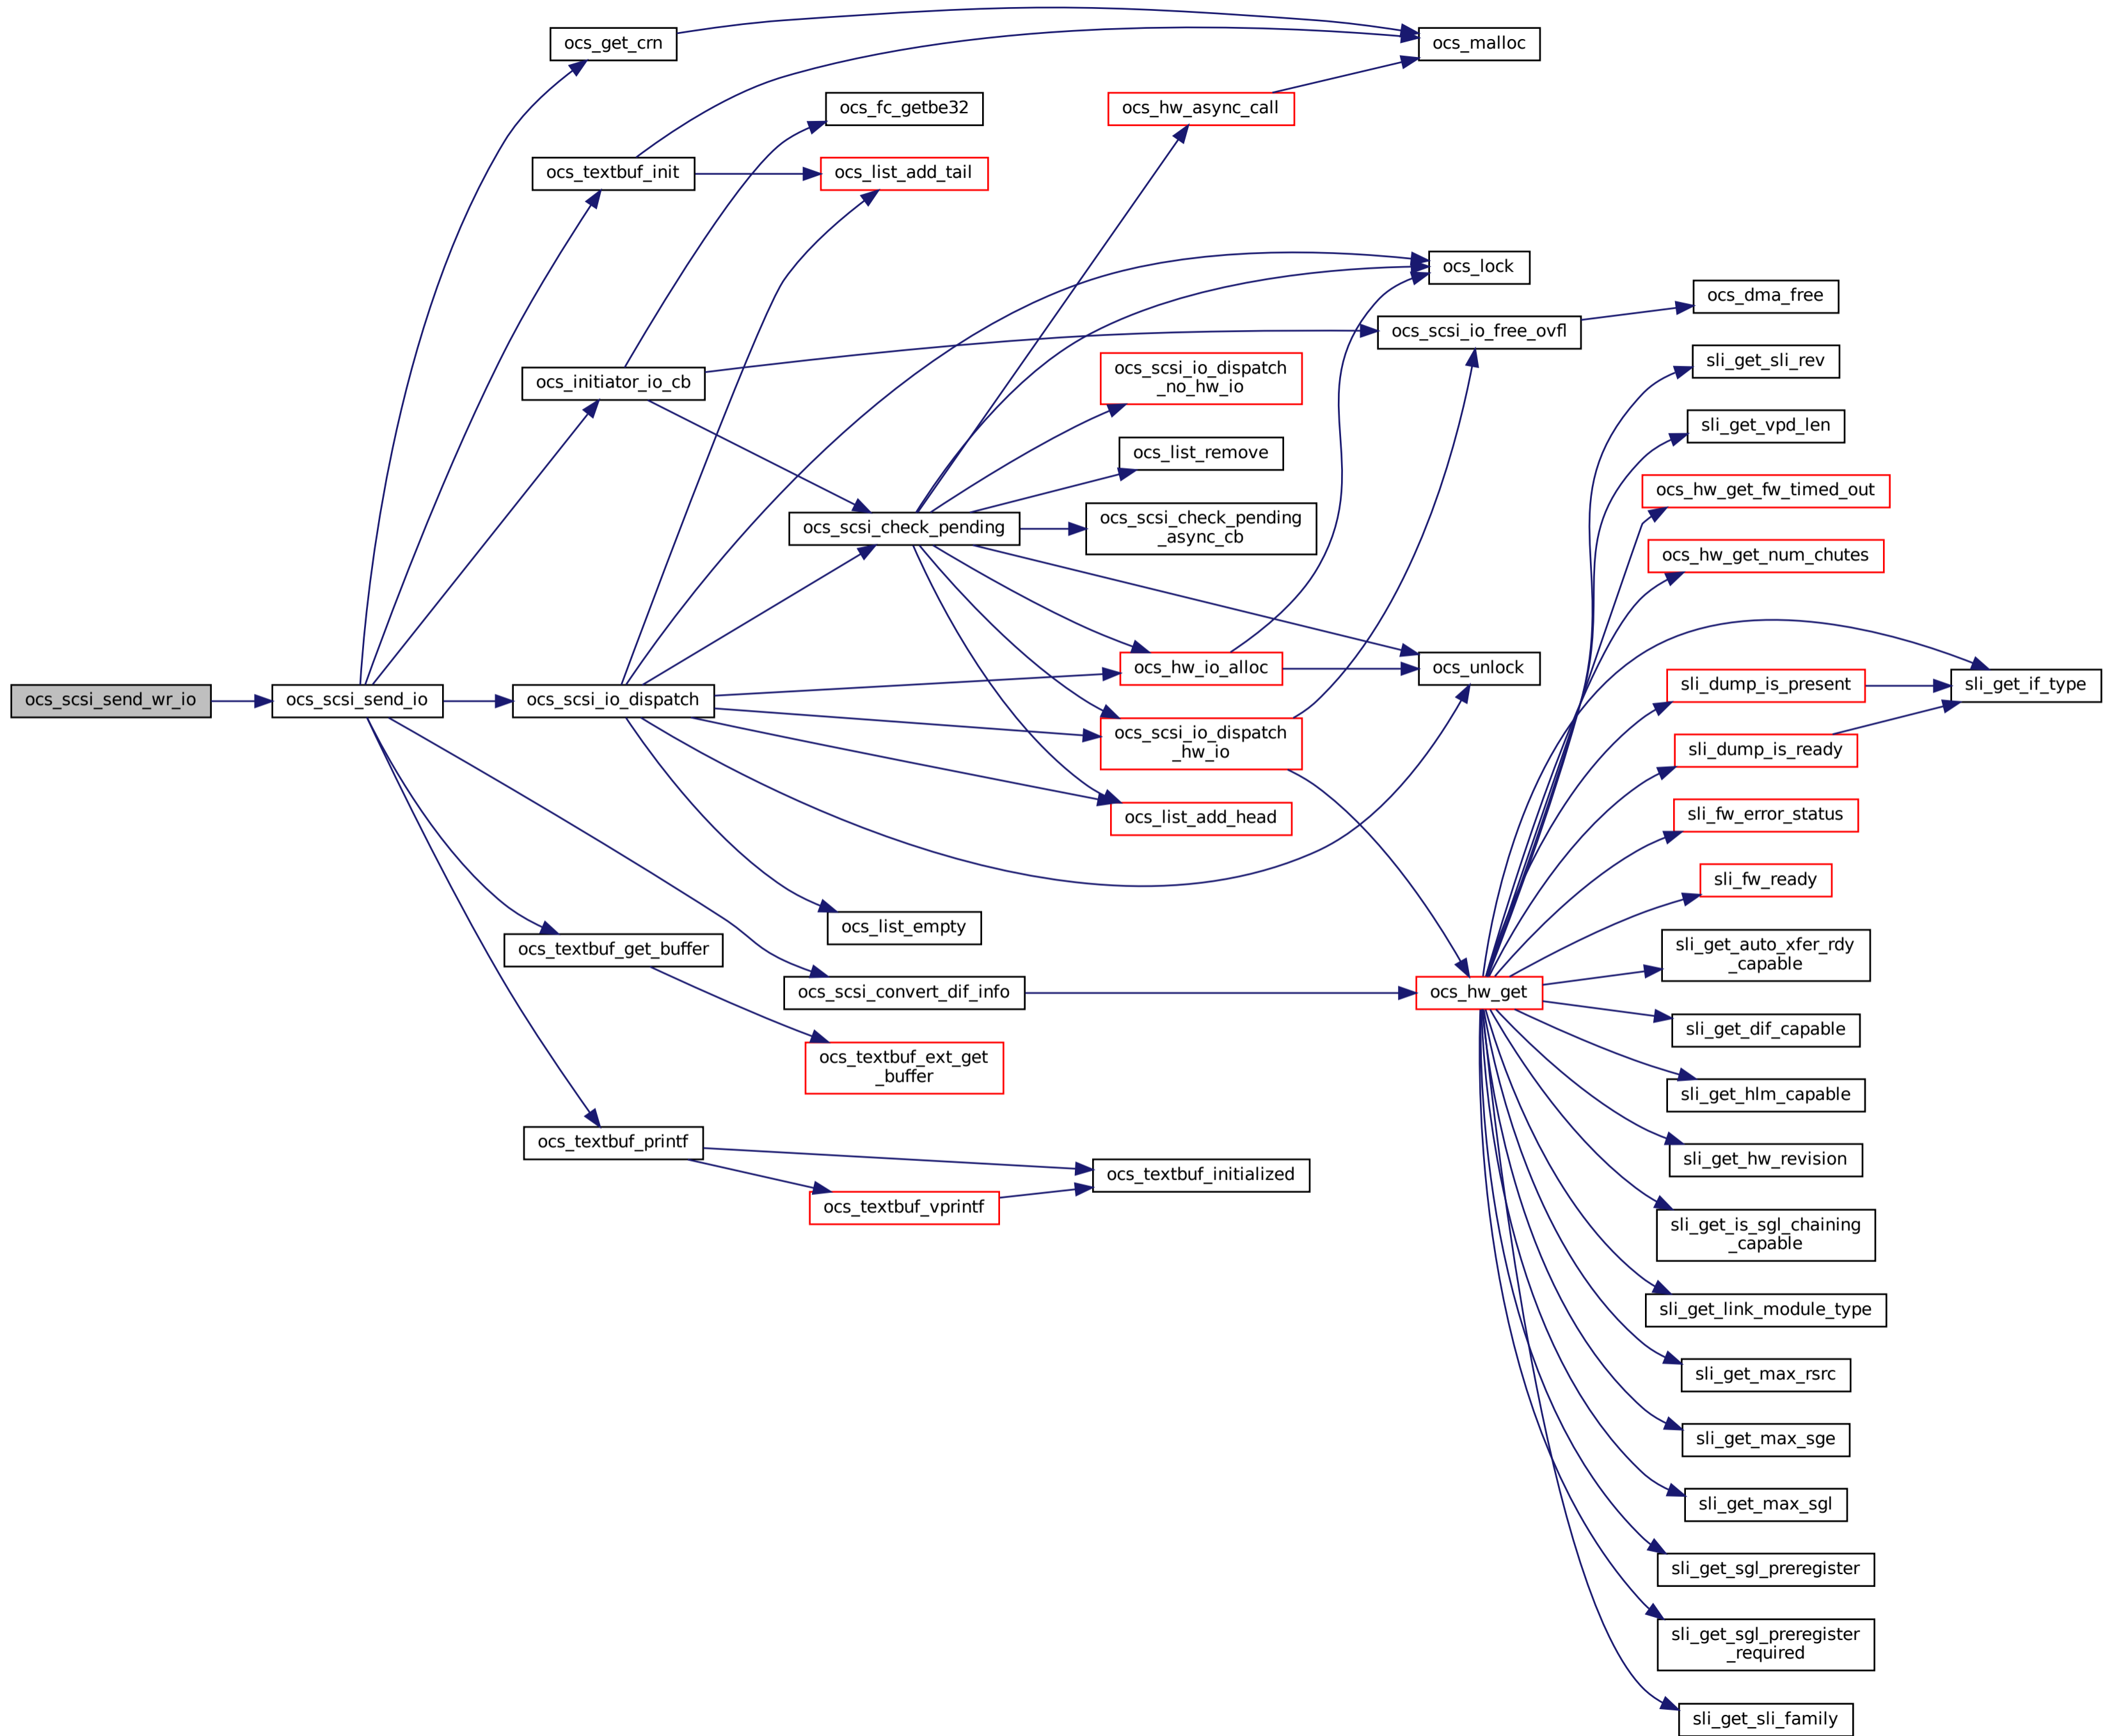 ocs_get_crn
ocs_malloc
ocs_fc_getbe32
ocs_hw_async_call
ocs_textbuf_init
ocs_list_add_tail
ocs_lock
ocs_dma_free
ocs_scsi_io_free_ovfl
sli_get_sli_rev
ocs_initiator_io_cb
ocs_scsi_io_dispatch
_no_hw_io
sli_get_vpd_len
ocs_list_remove
ocs_hw_get_fw_timed_out
ocs_scsi_check_pending
ocs_scsi_check_pending
_async_cb
ocs_hw_get_num_chutes
ocs_hw_io_alloc
ocs_unlock
sli_dump_is_present
sli_get_if_type
ocs_scsi_send_wr_io
ocs_scsi_send_io
ocs_scsi_io_dispatch
ocs_scsi_io_dispatch
_hw_io
sli_dump_is_ready
ocs_list_add_head
sli_fw_error_status
sli_fw_ready
ocs_list_empty
ocs_textbuf_get_buffer
sli_get_auto_xfer_rdy
_capable
ocs_scsi_convert_dif_info
ocs_hw_get
sli_get_dif_capable
ocs_textbuf_ext_get
_buffer
sli_get_hlm_capable
ocs_textbuf_printf
sli_get_hw_revision
ocs_textbuf_initialized
ocs_textbuf_vprintf
sli_get_is_sgl_chaining
_capable
sli_get_link_module_type
sli_get_max_rsrc
sli_get_max_sge
sli_get_max_sgl
sli_get_sgl_preregister
sli_get_sgl_preregister
_required
sli_get_sli_family